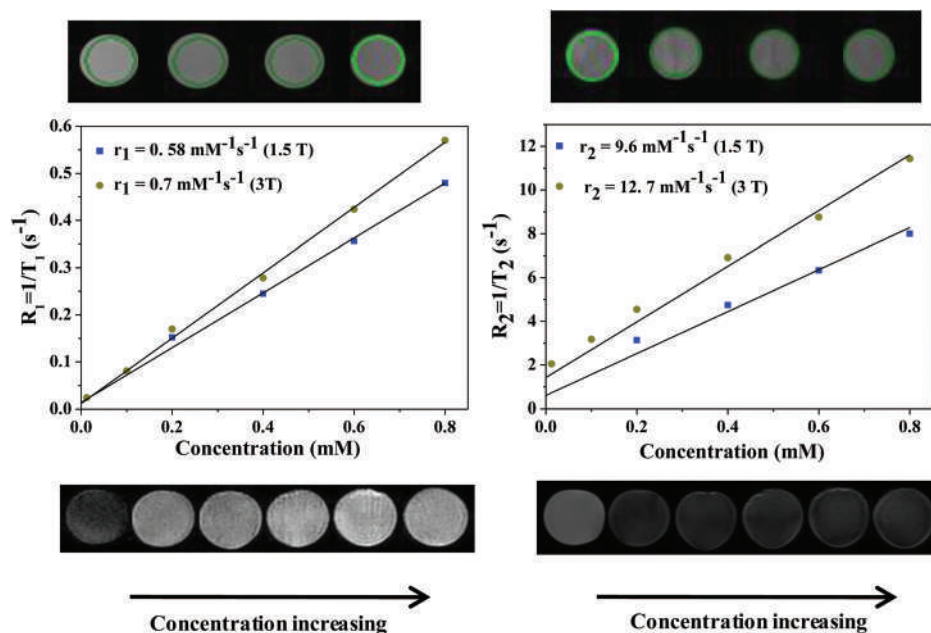 0.6
0.5
0.4
0.3
0.2
0.1
0.0
R₁=1/T₁ (s⁻¹)
r₁ = 0. 58 mM⁻¹s⁻¹ (1.5 T)
r₁ = 0.7 mM⁻¹s⁻¹ (3T)
0.0 0.2 0.4 0.6 0.8
Concentration (mM)
Concentration increasing
12
10
8
6
4
2
0
R₂=1/T₂ (s⁻¹)
r₂ = 9.6 mM⁻¹s⁻¹ (1.5 T)
r₂ = 12. 7 mM⁻¹s⁻¹ (3 T)
0.0 0.2 0.4 0.6 0.8
Concentration (mM)
Concentration increasing